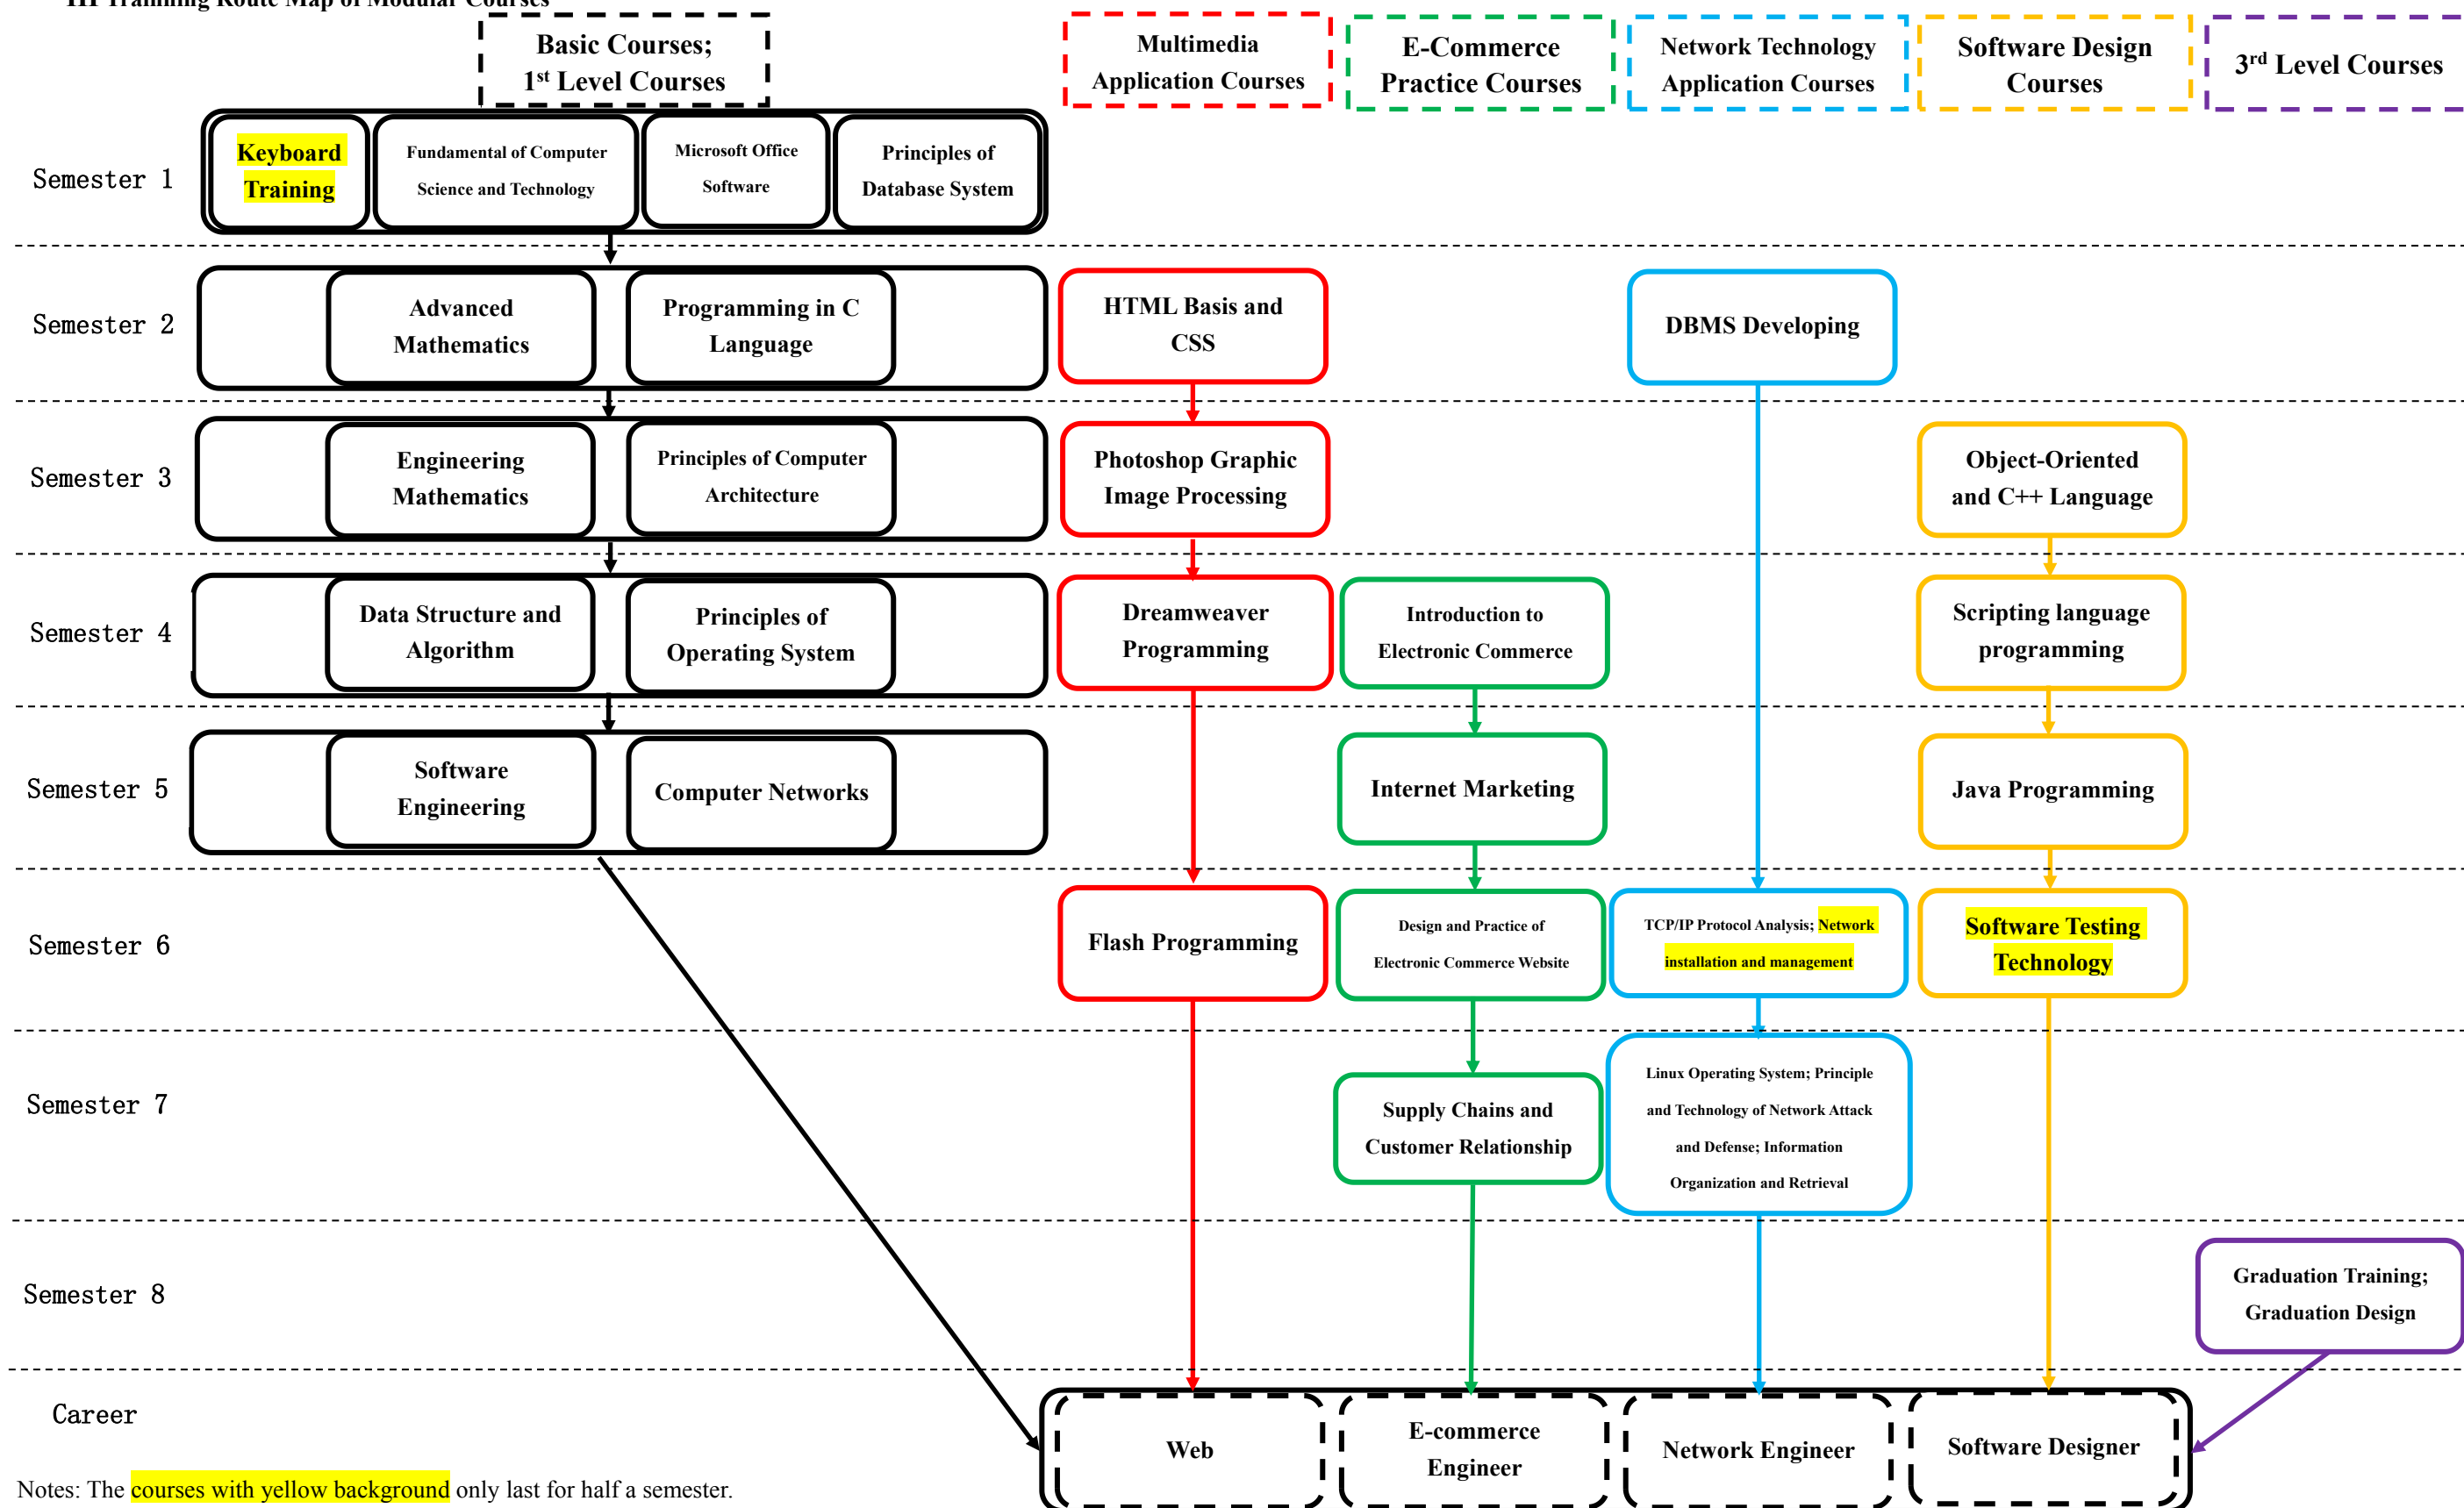 III Training Route Map of Modular Courses
Basic Courses;
1st Level Courses
Multimedia
Application Courses
E-Commerce
Practice Courses
Network Technology
Application Courses
Software Design
Courses
3rd Level Courses
Semester 1
Keyboard
Training
Fundamental of Computer
Science and Technology
Microsoft Office
Software
Principles of
Database System
Semester 2
Advanced
Mathematics
Programming in C
Language
HTML Basis and
CSS
DBMS Developing
Semester 3
Engineering
Mathematics
Principles of Computer
Architecture
Photoshop Graphic
Image Processing
Object-Oriented
and C++ Language
Semester 4
Data Structure and
Algorithm
Principles of
Operating System
Dreamweaver
Programming
Introduction to
Electronic Commerce
Scripting language
programming
Semester 5
Software
Engineering
Computer Networks
Internet Marketing
Java Programming
Semester 6
Flash Programming
Design and Practice of
Electronic Commerce Website
TCP/IP Protocol Analysis; Network
installation and management
Software Testing
Technology
Semester 7
Supply Chains and
Customer Relationship
Linux Operating System; Principle
and Technology of Network Attack
and Defense; Information
Organization and Retrieval
Semester 8
Graduation Training;
Graduation Design
Career
Web
E-commerce
Engineer
Network Engineer
Software Designer
Notes: The courses with yellow background only last for half a semester.